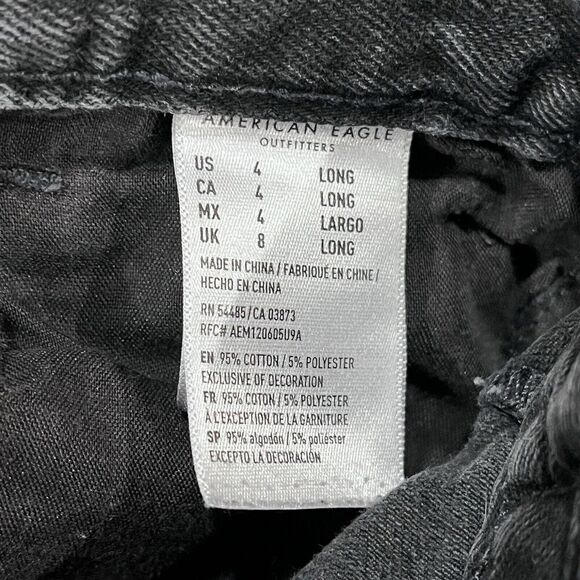 AMERICAN EAGLE
OUTFITTERS
US 4 LONG
CA 4 LONG
MX 4 LARGO
UK 8 LONG
MADE IN CHINA / FABRIQUÉ EN CHINE /
HECHO EN CHINA
RN 54485/CA 03873
RFC# AEM120605U9A
EN 95% COTTON / 5% POLYESTER
EXCLUSIVE OF DECORATION
FR 95% COTON / 5% POLYESTER
À L'EXCEPTION DE LA GARNITURE
SP 95% algodón / 5% poliéster
EXCEPTO LA DECORACIÓN